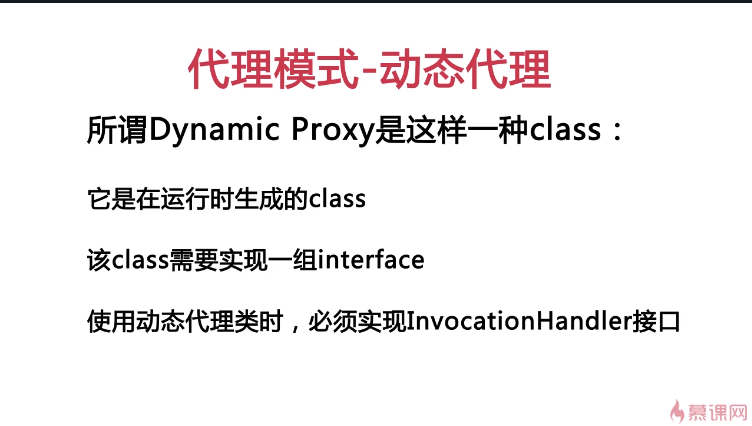 代理模式-动态代理
所谓Dynamic Proxy是这样一种class：
它是在运行时生成的class
该class需要实现一组interface
使用动态代理类时，必须实现InvocationHandler接口
慕课网